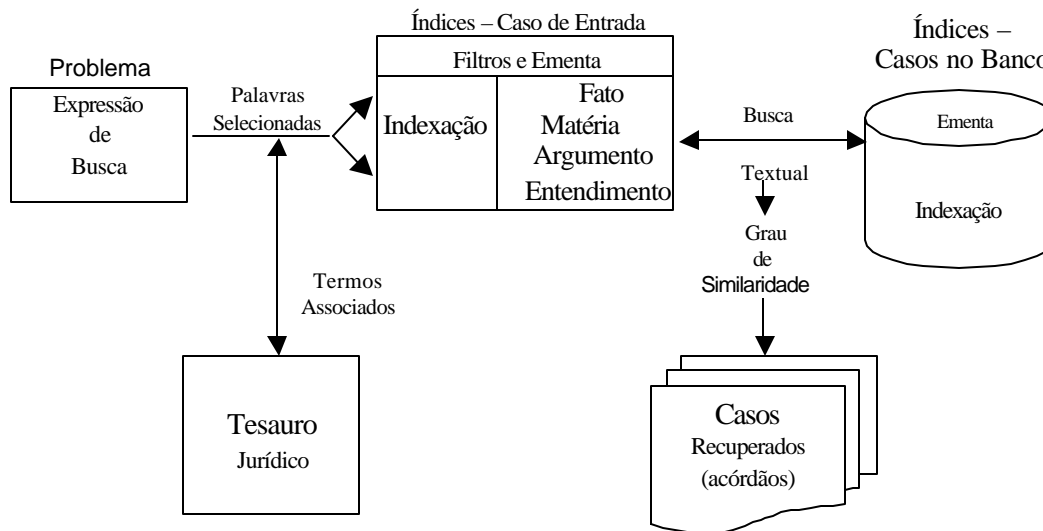 Problema
Expressão
de
Busca
Palavras
Selecionadas
Índices – Caso de Entrada
Filtros e Ementa
Indexação
Fato
Matéria
Argumento
Entendimento
Busca
Textual
Grau
de
Similaridade
Índices –
Casos no Banco
Ementa
Indexação
Termos
Associados
Tesauro
Jurídico
Casos
Recuperados
(acórdãos)